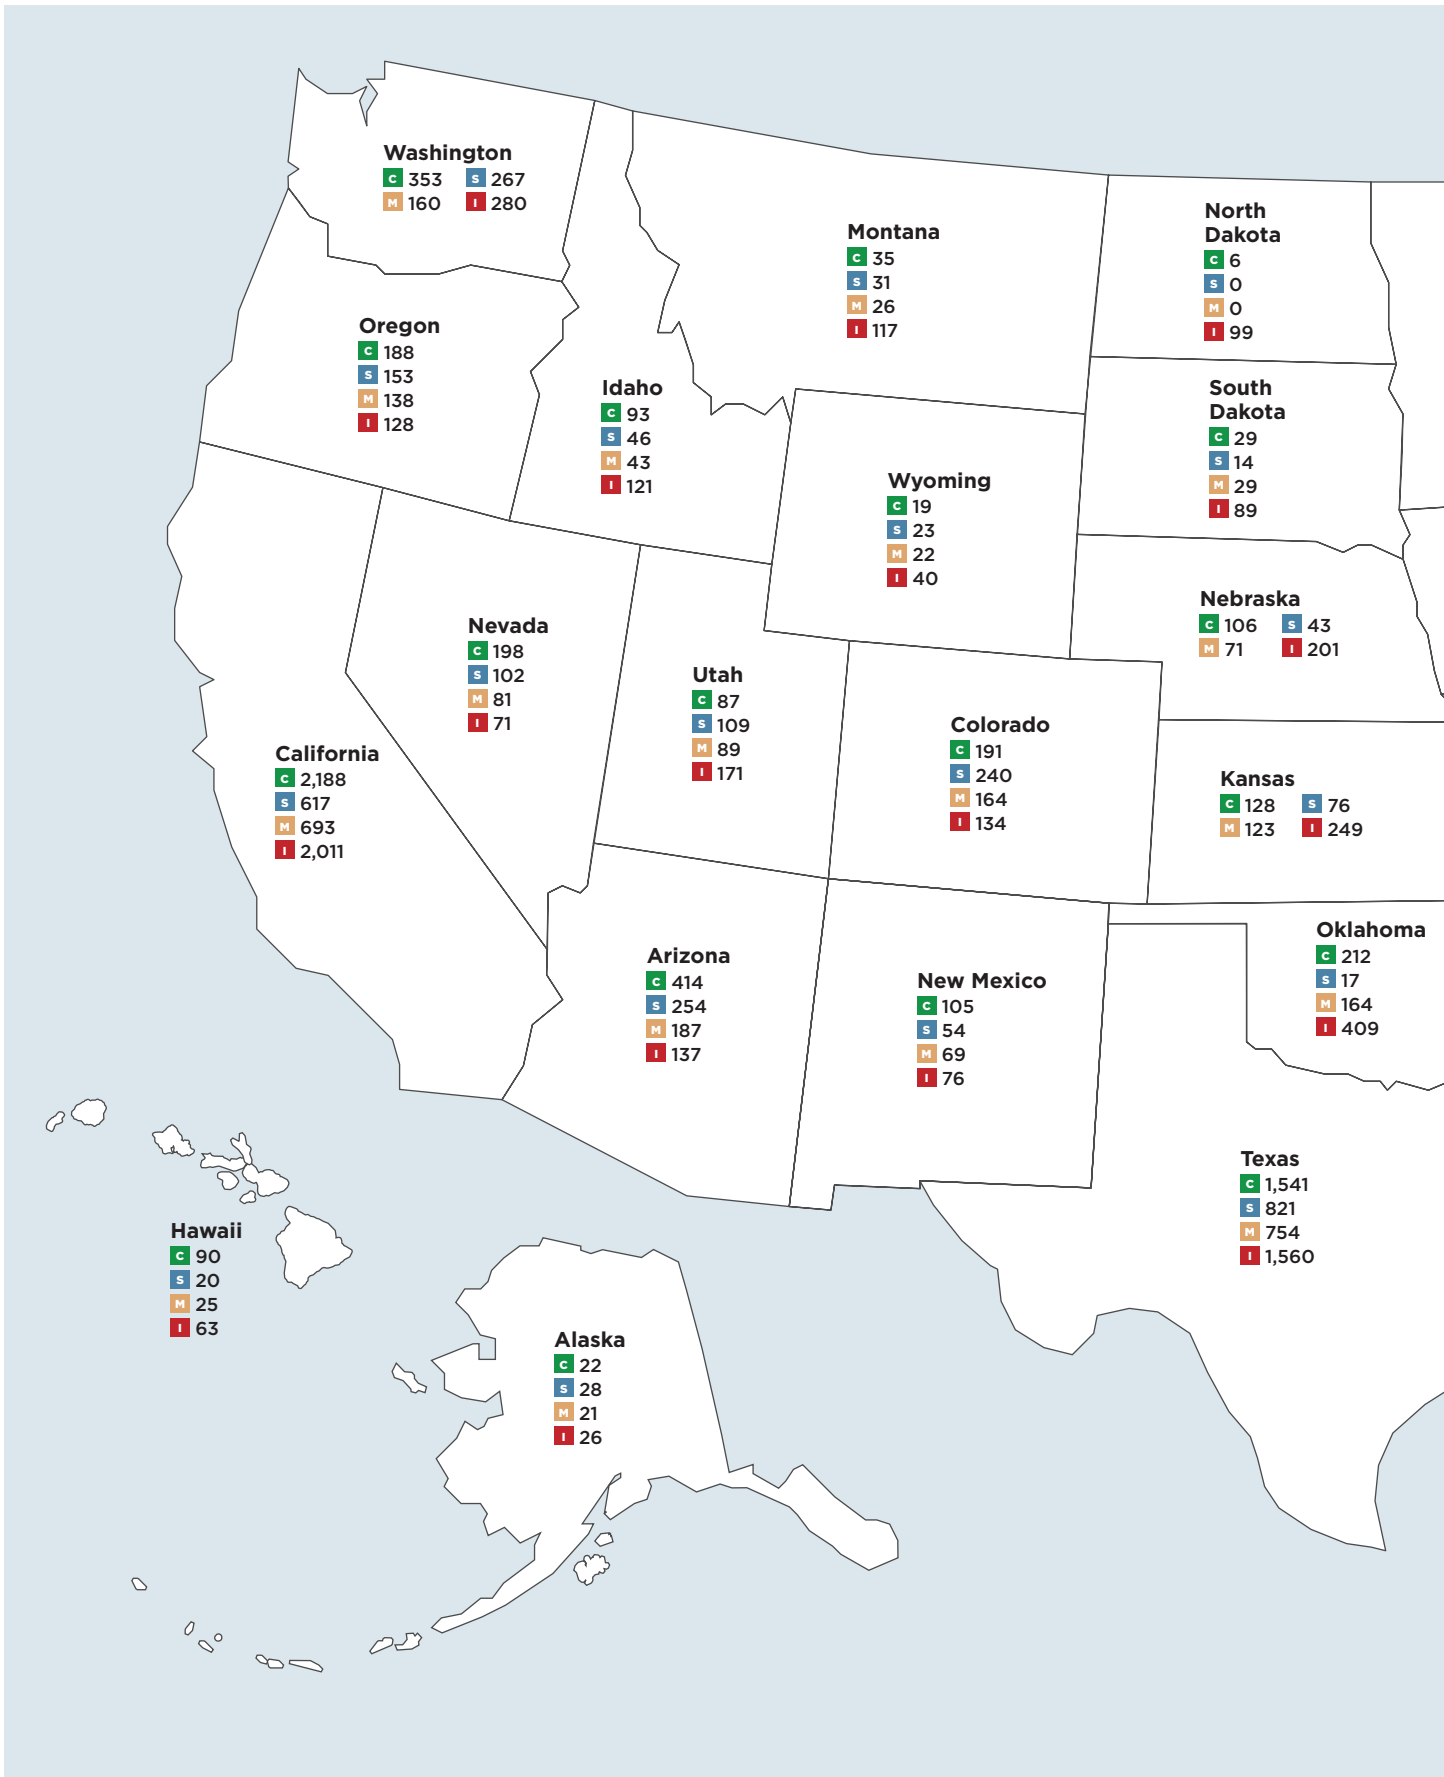 Washington
C 353 S 267
M 160 I 280
Montana
C 35
S 31
M 26
I 117
North
Dakota
C 6
S 0
M 0
I 99
Oregon
C 188
S 153
M 138
I 128
Idaho
C 93
S 46
M 43
I 121
South
Dakota
C 29
S 14
M 29
I 89
Wyoming
C 19
S 23
M 22
I 40
Nebraska
C 106 S 43
M 71 I 201
Nevada
C 198
S 102
M 81
I 71
Utah
C 87
S 109
M 89
I 171
Colorado
C 191
S 240
M 164
I 134
California
C 2,188
S 617
M 693
I 2,011
Kansas
C 128 S 76
M 123 I 249
Oklahoma
C 212
S 17
M 164
I 409
Arizona
C 414
S 254
M 187
I 137
New Mexico
C 105
S 54
M 69
I 76
Texas
C 1,541
S 821
M 754
I 1,560
Hawaii
C 90
S 20
M 25
I 63
Alaska
C 22
S 28
M 21
I 26